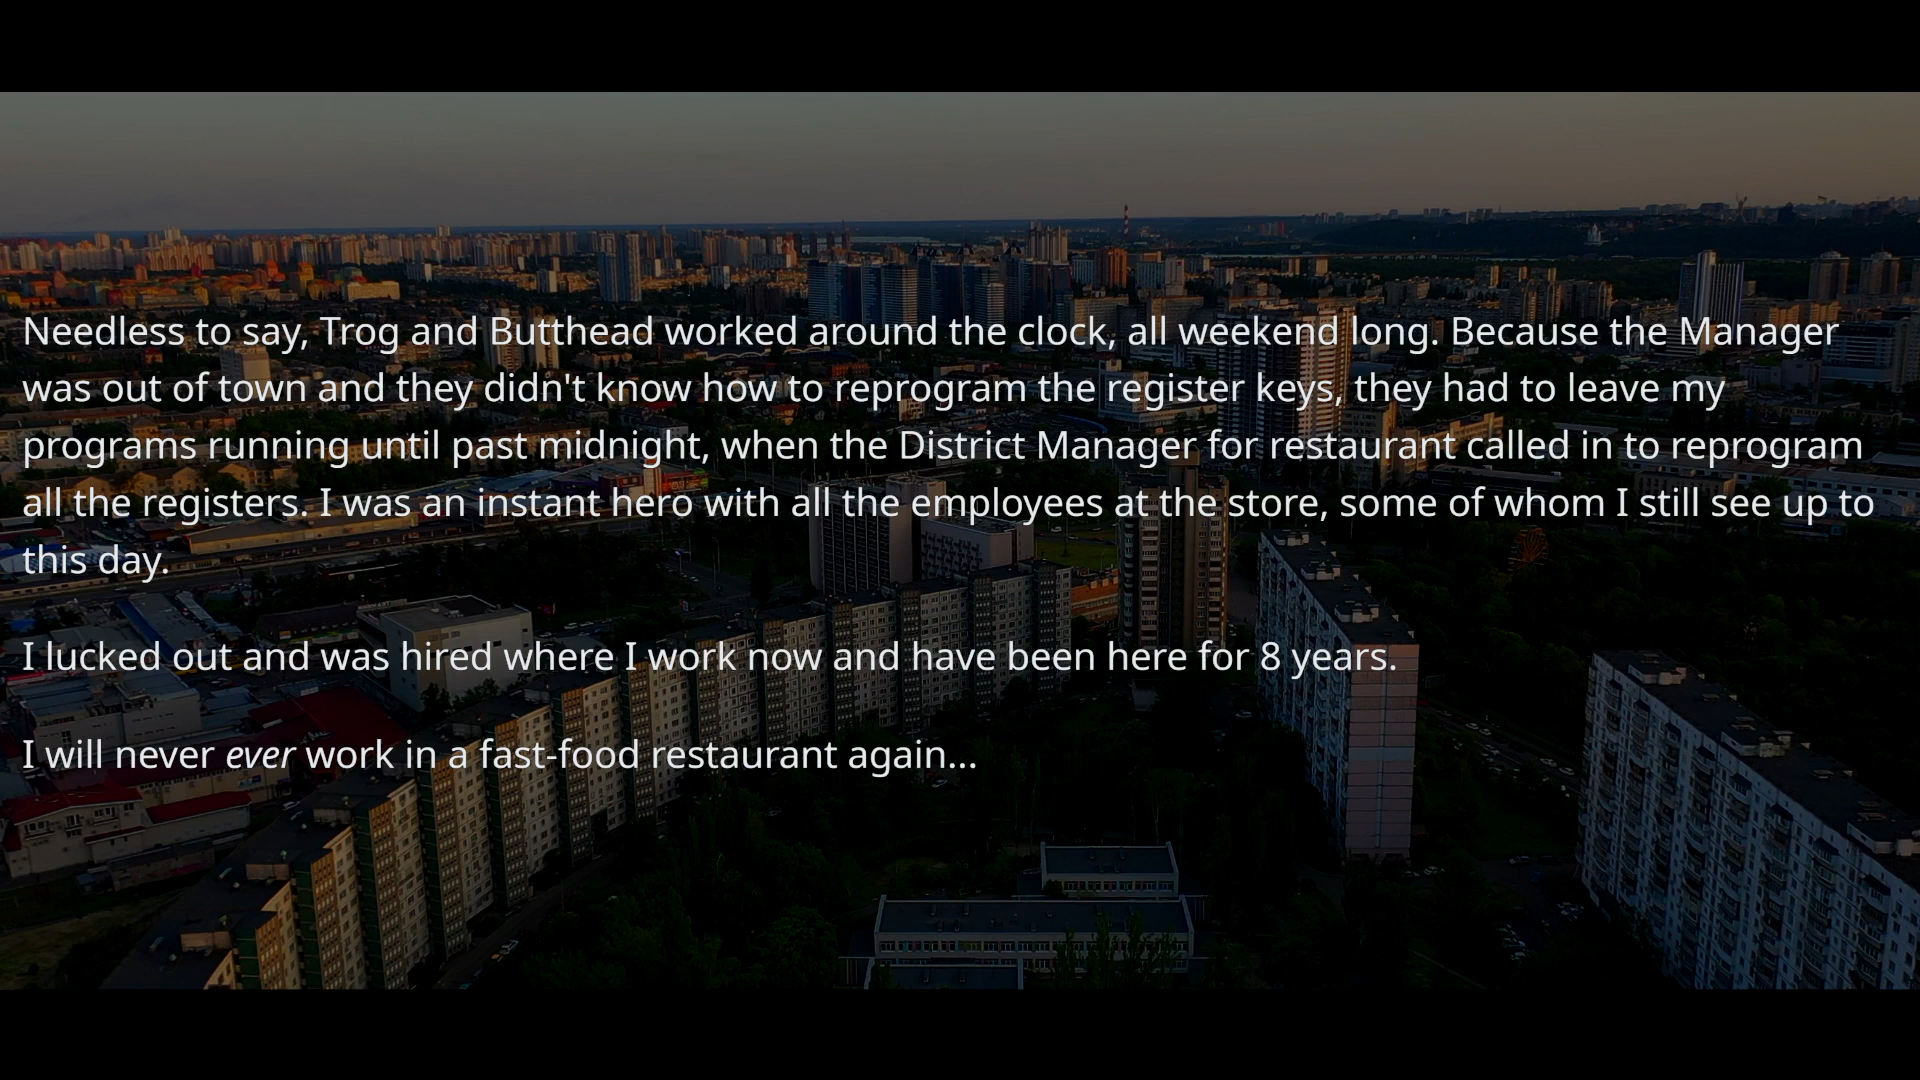 Needless to say, Trog and Butthead worked around the clock, all weekend long. Because the Manager
was out of town and they didn't know how to reprogram the register keys, they had to leave my
programs running until past midnight, when the District Manager for restaurant called in to reprogram
all the registers. I was an instant hero with all the employees at the store, some of whom I still see up to
this day.
I lucked out and was hired where I work now and have been here for 8 years.
I will never ever work in a fast-food restaurant again...